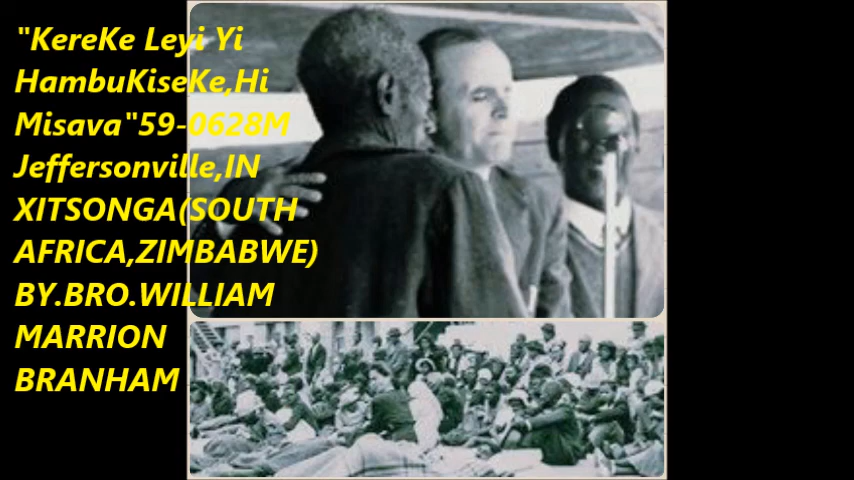 "KereKe Leyi Yi
HambuKiseKe,Hi
Misava"59-0628M
Jeffersonville,IN
XITSONGA(SOUTH
AFRICA,ZIMBABWE)
BY.BRO.WILLIAM
MARRION
BRANHAM